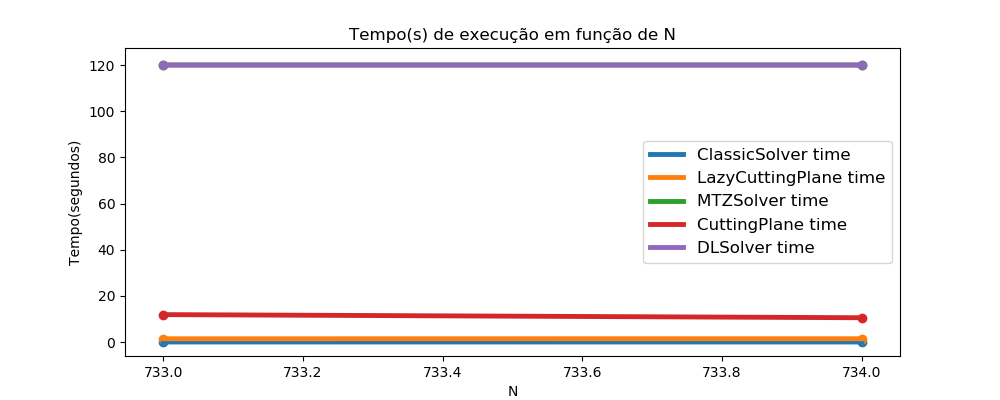 Tempo(s) de execução em função de N
120
100
80
60
40
20
0
Tempo(segundos)
ClassicSolver time
LazyCuttingPlane time
MTZSolver time
CuttingPlane time
DLSolver time
733.0 733.2 733.4 733.6 733.8 734.0
N